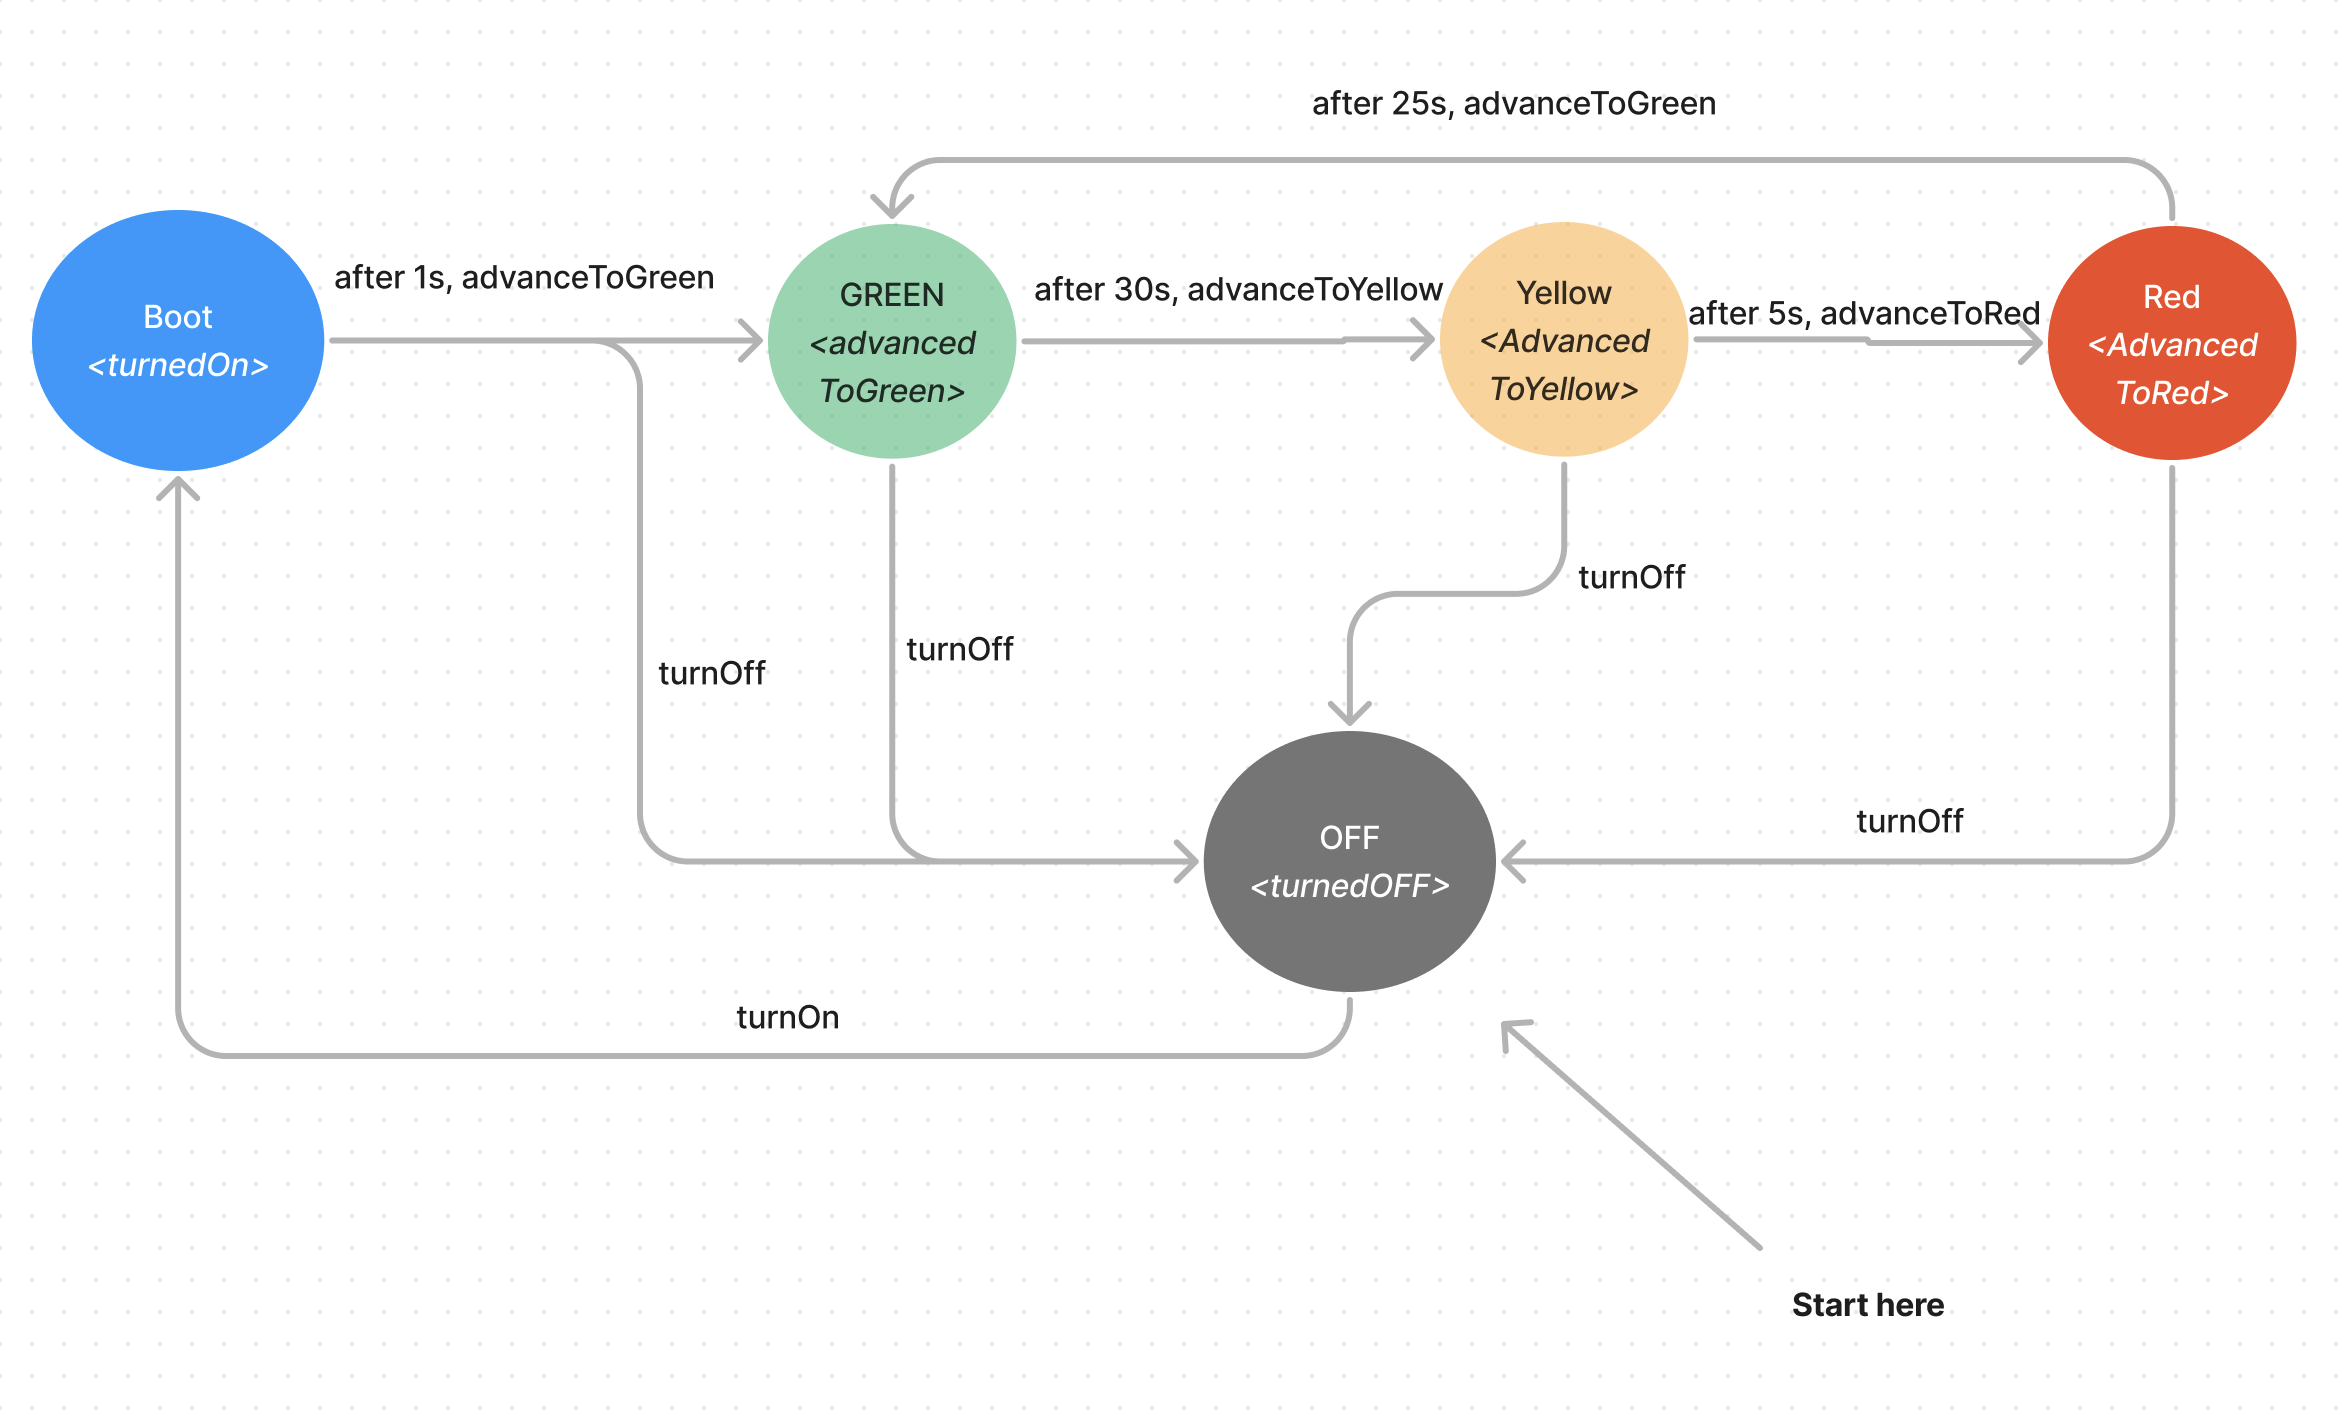 after 25s, advanceToGreen
Boot
<turnedOn>
after 1s, advanceToGreen
GREEN
<advanced
ToGreen>
after 30s, advanceToYellow
Yellow
<Advanced
ToYellow>
after 5s, advanceToRed
Red
<Advanced
ToRed>
turnOff
turnOff
turnOff
turnOff
OFF
<turnedOFF>
turnOn
Start here